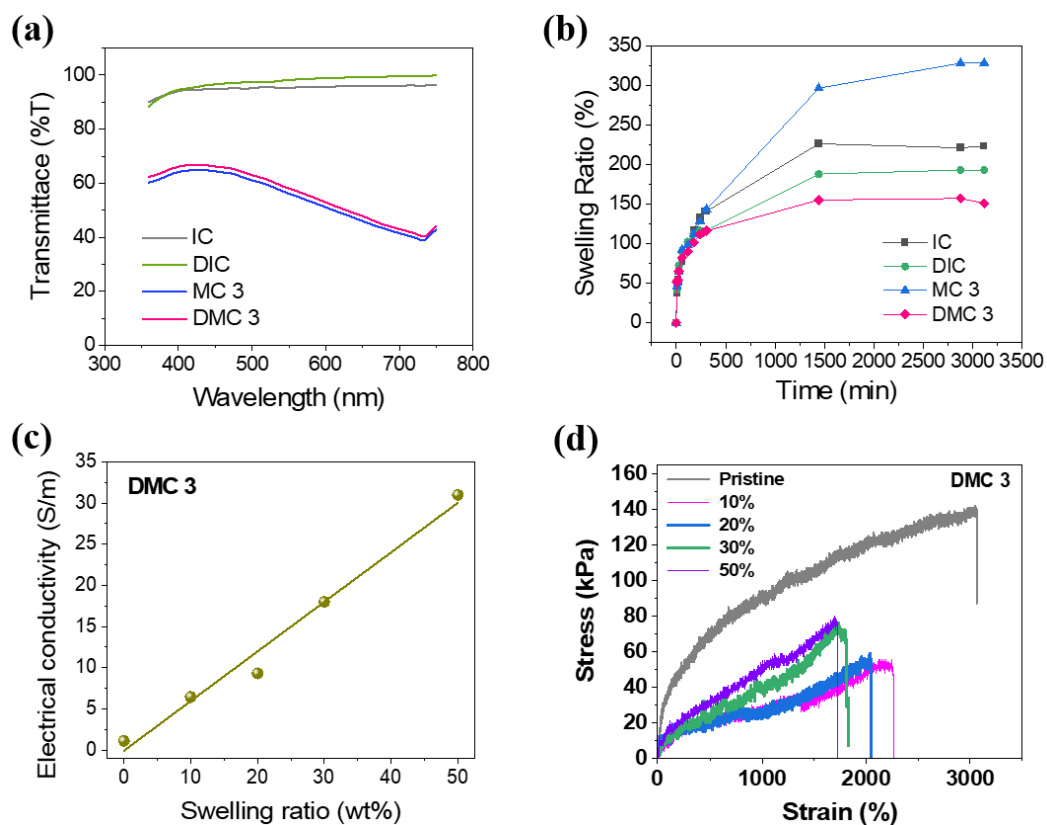 (a)
Transmittace (%T)
100
80
60
40
20
0
300
400
500
600
700
800
Wavelength (nm)
IC
DIC
MC 3
DMC 3
(b)
Swelling Ratio (%)
350
300
250
200
150
100
50
0
0
500
1000
1500
2000
2500
3000
3500
Time (min)
IC
DIC
MC 3
DMC 3
(c)
Electrical conductivity (S/m)
35
30
25
20
15
10
5
0
0
10
20
30
40
50
Swelling ratio (wt%)
DMC 3
(d)
Stress (kPa)
160
140
120
100
80
60
40
20
0
0
1000
2000
3000
Strain (%)
Pristine
10%
20%
30%
50%
DMC 3